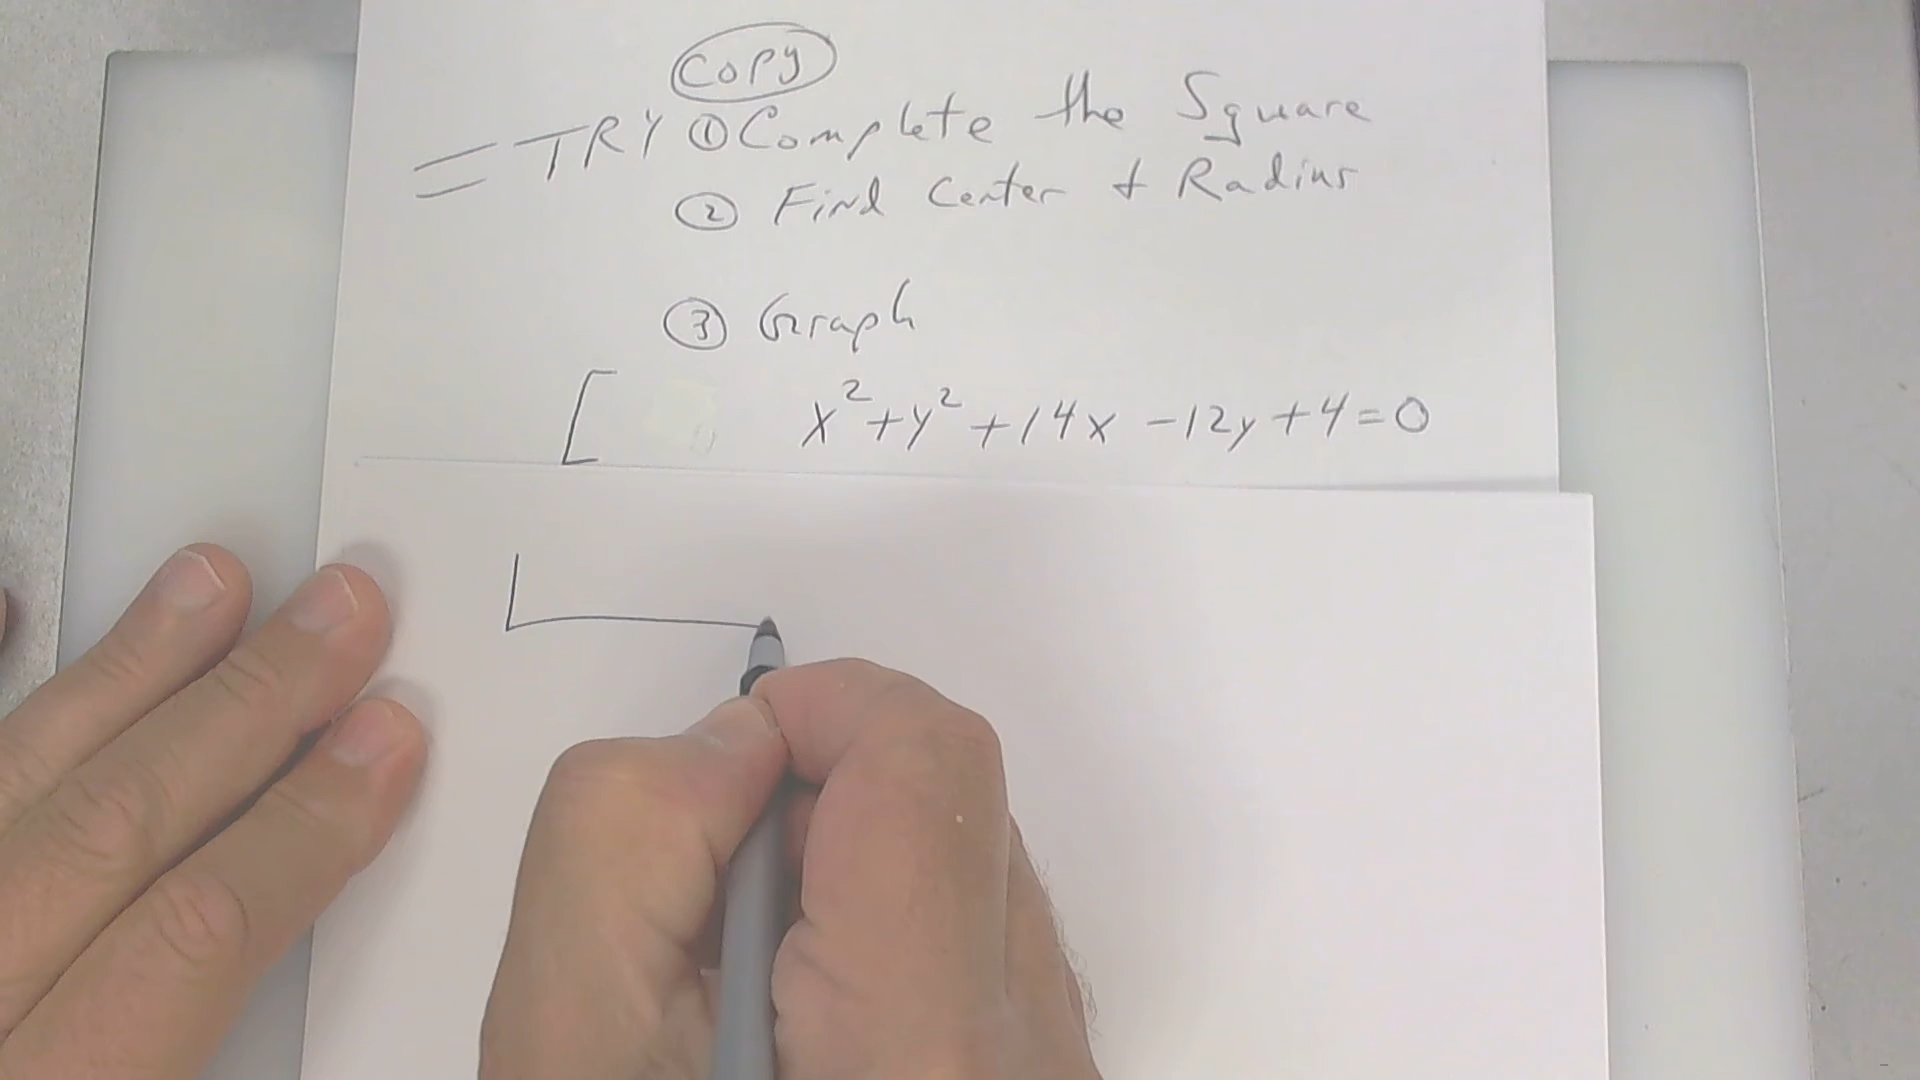 Copy
= TRY ① Complete the Square
② Find Center + Radius
③ Graph
[ x²+y²+14x -12y+4=0